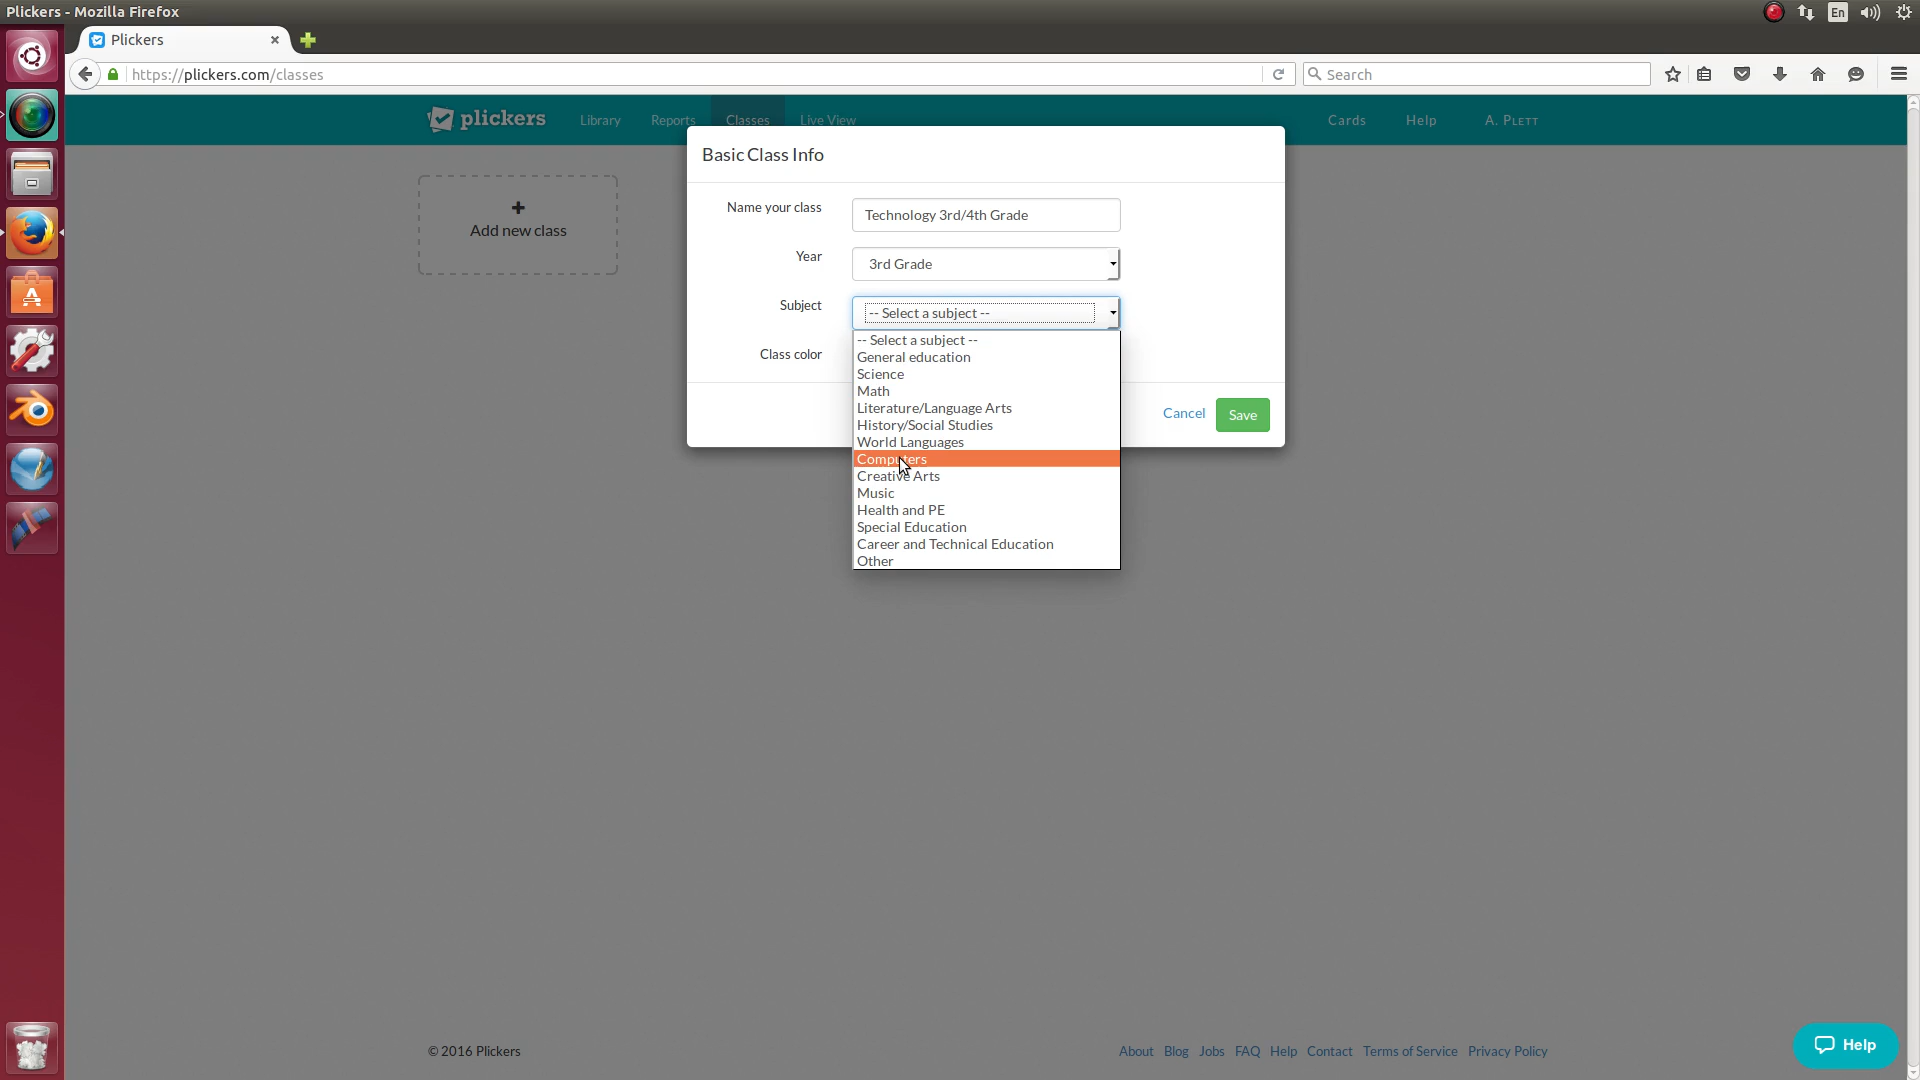 Plickers - Mozilla Firefox
En
Plickers
https://plickers.com/classes
Search
plickers
Library
Reports
Classes
Live View
Cards
Help
A. PLETT
Add new class
Basic Class Info
Name your class
Technology 3rd/4th Grade
Year
3rd Grade
Subject
-- Select a subject --
Class color
-- Select a subject --
General education
Science
Math
Literature/Language Arts
History/Social Studies
World Languages
Computers
Creative Arts
Music
Health and PE
Special Education
Career and Technical Education
Other
Cancel
Save
© 2016 Plickers
About Blog Jobs FAQ Help Contact Terms of Service Privacy Policy
Help